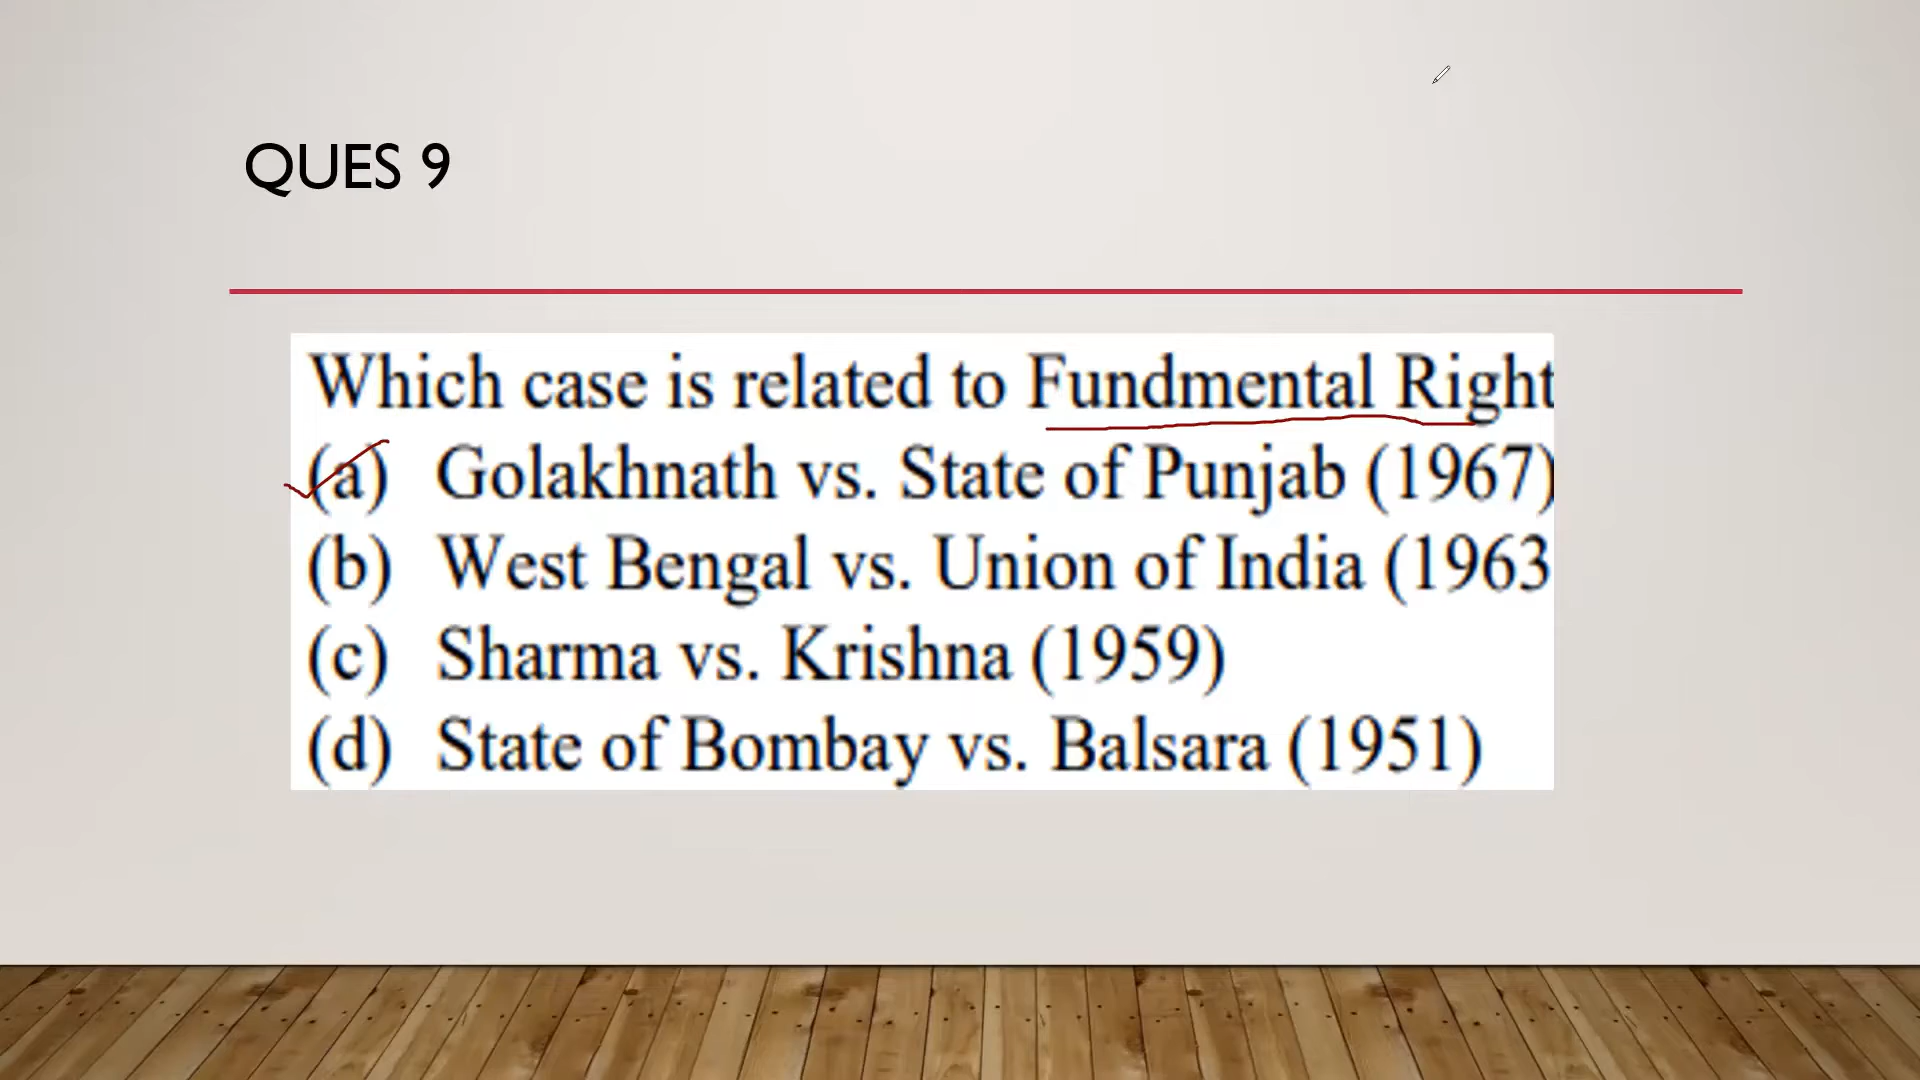 QUES 9
Which case is related to Fundmental Right
(a) Golakhnath vs. State of Punjab (1967)
(b) West Bengal vs. Union of India (1963
(c) Sharma vs. Krishna (1959)
(d) State of Bombay vs. Balsara (1951)